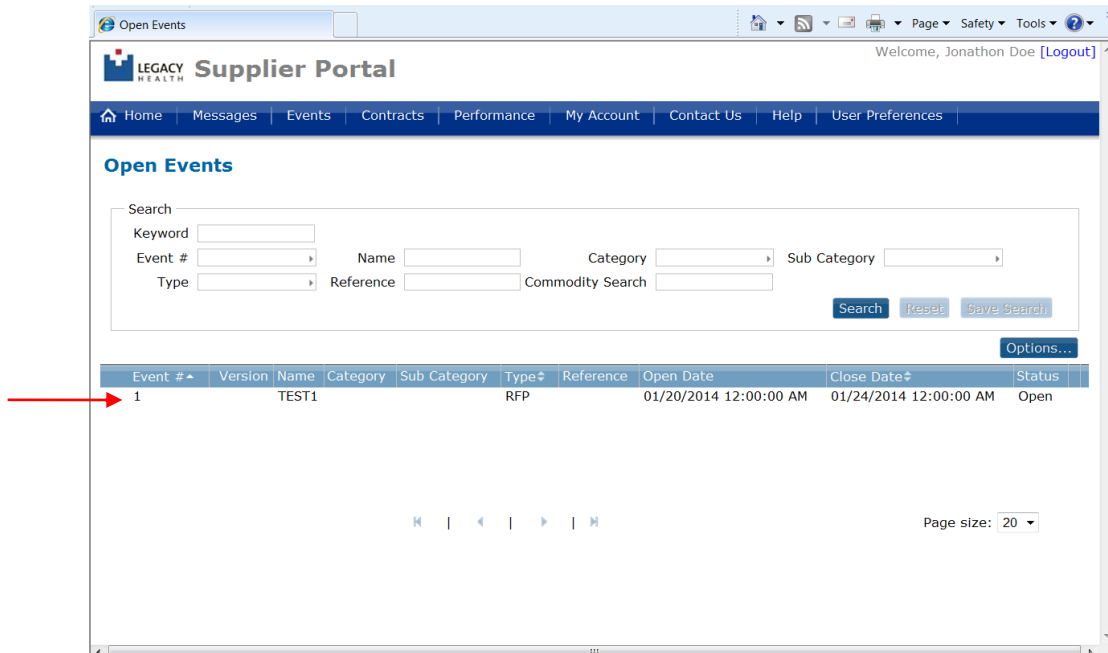 Open Events
Page Safety Tools
Welcome, Jonathon Doe [Logout]
LEGACY HEALTH Supplier Portal
Home Messages Events Contracts Performance My Account Contact Us Help User Preferences
Open Events
Search
Keyword
Event # Name Category Sub Category
Type Reference Commodity Search
Search Reset Save Search
Options...
Event # Version Name Category Sub Category Type Reference Open Date Close Date Status
1 TEST1 RFP 01/20/2014 12:00:00 AM 01/24/2014 12:00:00 AM Open
Page size: 20